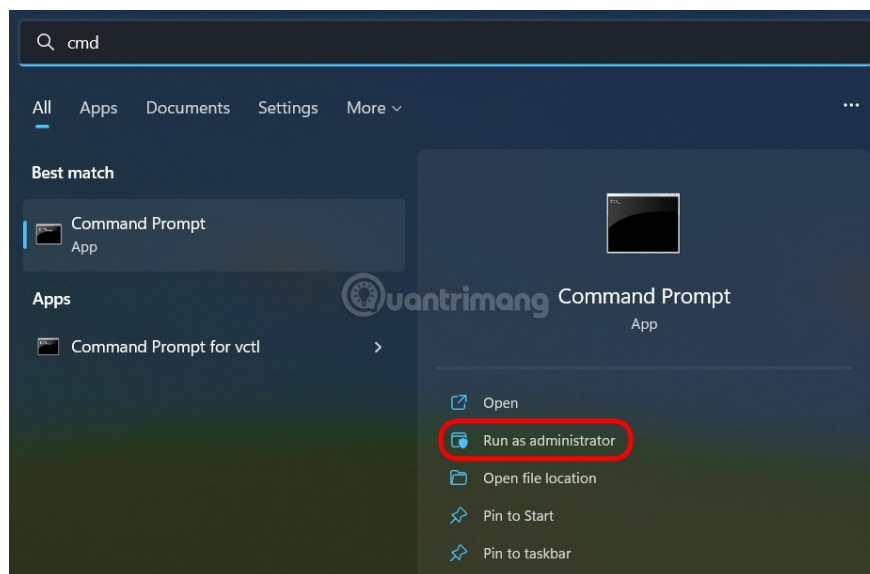 cmd
All Apps Documents Settings More
Best match
Command Prompt
App
Apps
Command Prompt for vctl
Quantrimang
Command Prompt
App
Open
Run as administrator
Open file location
Pin to Start
Pin to taskbar